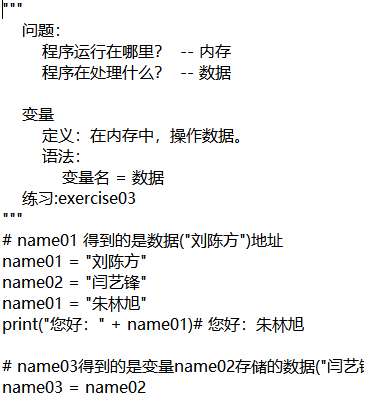 """
问题：
程序运行在哪里？ -- 内存
程序在处理什么？ -- 数据
变量
定义：在内存中，操作数据。
语法：
变量名 = 数据
练习:exercise03
"""
# name01 得到的是数据("刘陈方")地址
name01 = "刘陈方"
name02 = "闫艺锋"
name01 = "朱林旭"
print("您好：" + name01)# 您好：朱林旭
# name03得到的是变量name02存储的数据("闫艺锋
name03 = name02